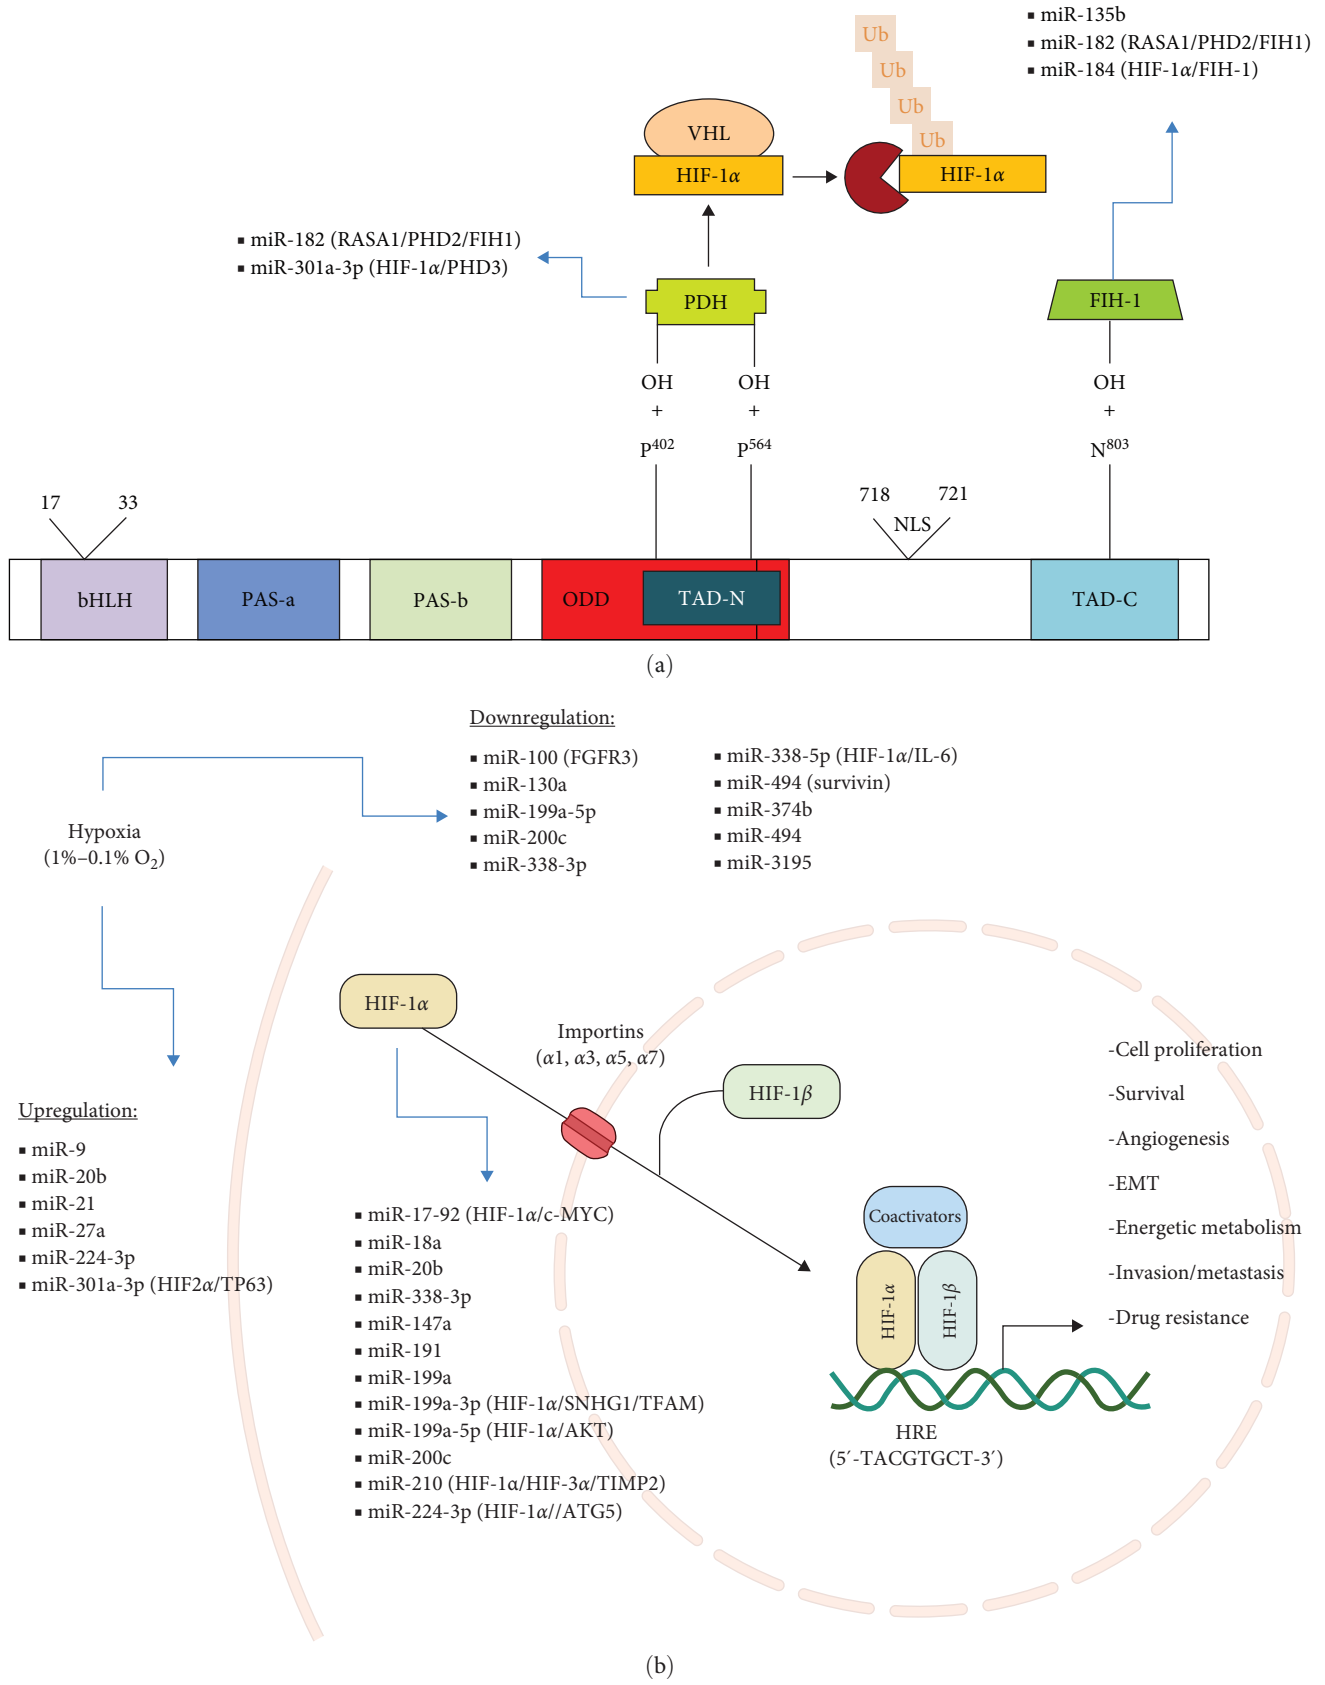 ▪ miR-135b
▪ miR-182 (RASA1/PHD2/FIH1)
▪ miR-184 (HIF-1α/FIH-1)
Ub
Ub
Ub
Ub
VHL
HIF-1α
HIF-1α
▪ miR-182 (RASA1/PHD2/FIH1)
▪ miR-301a-3p (HIF-1α/PHD3)
PDH
FIH-1
OH
OH
OH
+
+
+
P⁴⁰²
P⁵⁶⁴
N⁸⁰³
17
33
718
721
NLS
bHLH
PAS-a
PAS-b
ODD
TAD-N
TAD-C
(a)
Downregulation:
▪ miR-100 (FGFR3)
▪ miR-130a
▪ miR-199a-5p
▪ miR-200c
▪ miR-338-3p
▪ miR-338-5p (HIF-1α/IL-6)
▪ miR-494 (survivin)
▪ miR-374b
▪ miR-494
▪ miR-3195
Hypoxia
(1%–0.1% O₂)
Upregulation:
▪ miR-9
▪ miR-20b
▪ miR-21
▪ miR-27a
▪ miR-224-3p
▪ miR-301a-3p (HIF2α/TP63)
HIF-1α
Importins
(α1, α3, α5, α7)
HIF-1β
▪ miR-17-92 (HIF-1α/c-MYC)
▪ miR-18a
▪ miR-20b
▪ miR-338-3p
▪ miR-147a
▪ miR-191
▪ miR-199a
▪ miR-199a-3p (HIF-1α/SNHG1/TFAM)
▪ miR-199a-5p (HIF-1α/AKT)
▪ miR-200c
▪ miR-210 (HIF-1α/HIF-3α/TIMP2)
▪ miR-224-3p (HIF-1α//ATG5)
Coactivators
HIF-1α
HIF-1β
HRE
(5′-TACGTGCT-3′)
-Cell proliferation
-Survival
-Angiogenesis
-EMT
-Energetic metabolism
-Invasion/metastasis
-Drug resistance
(b)